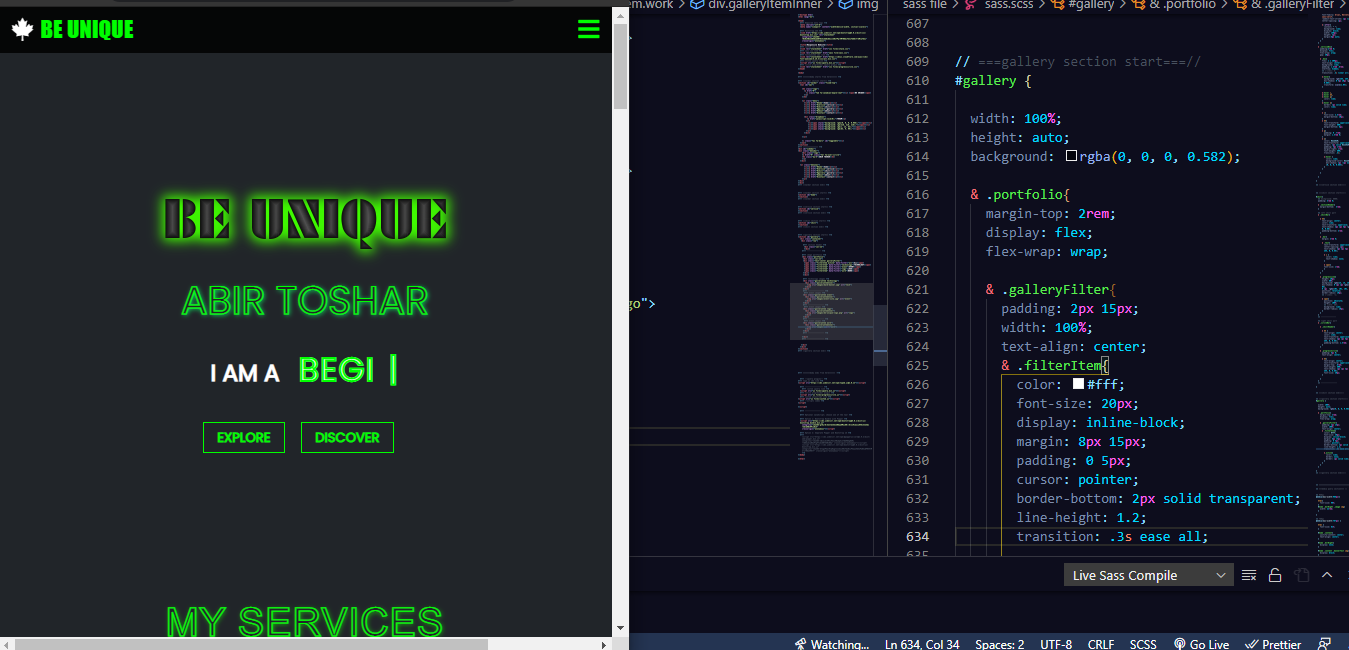 BE UNIQUE
BE UNIQUE
ABIR TOSHAR
I AM A BEGI |
EXPLORE DISCOVER
MY SERVICES
em.work > div.galleryItemInner > img
go">
sass file > sass.scss > #gallery > & .portfolio > & .galleryFilter >
607
608
609 // ===gallery section start===//
610 #gallery {
611
612 width: 100%;
613 height: auto;
614 background: rgba(0, 0, 0, 0.582);
615
616 & .portfolio{
617 margin-top: 2rem;
618 display: flex;
619 flex-wrap: wrap;
620
621 & .galleryFilter{
622 padding: 2px 15px;
623 width: 100%;
624 text-align: center;
625 & .filterItem{
626 color: #fff;
627 font-size: 20px;
628 display: inline-block;
629 margin: 8px 15px;
630 padding: 0 5px;
631 cursor: pointer;
632 border-bottom: 2px solid transparent;
633 line-height: 1.2;
634 transition: .3s ease all;
635
Live Sass Compile
Watching... Ln 634, Col 34 Spaces: 2 UTF-8 CRLF SCSS Go Live Prettier